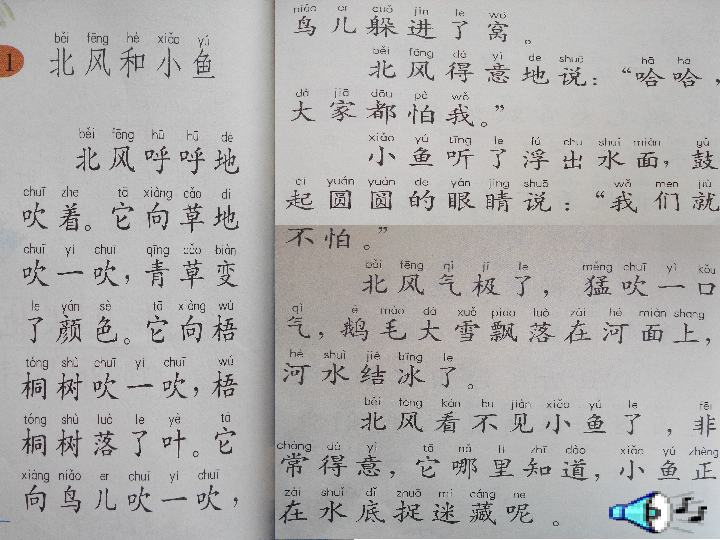 1
běi fēng hé xiǎo yú
北风和小鱼
běi fēng hū hū de
北风呼呼地
chuī zhe tā xiàng cǎo dì
吹着。它向草地
chuī yi chuī qīng cǎo biàn
吹一吹，青草变
le yán sè tā xiàng wú
了颜色。它向梧
tóng shù chuī yi chuī wú
桐树吹一吹，梧
tóng shù luò le yè tā
桐树落了叶。它
xiàng niǎo er chuī yi chuī
向鸟儿吹一吹，
niǎo er duǒ jìn le wō
鸟儿躲进了窝。
běi fēng dé yì de shuō hā hā
北风得意地说：“哈哈，
dà jiā dōu pà wǒ
大家都怕我。”
xiǎo yú tīng le fú chū shuǐ miàn gǔ
小鱼听了浮出水面，鼓
qǐ yuán yuán de yǎn jīng shuō wǒ men jiù
起圆圆的眼睛说：“我们就
不怕。”
běi fēng qì jí le měng chuī yì kǒu
北风气极了，猛吹一口
qì é máo dà xuě piāo luò zài hé miàn shang
气，鹅毛大雪飘落在河面上，
hé shuǐ jié bīng le
河水结冰了。
běi fēng kàn bu jiàn xiǎo yú le fēi
北风看不见小鱼了，非
cháng dé yì tā nǎ li zhī dào xiǎo yú zhèng
常得意，它哪里知道，小鱼正
zài shuǐ dǐ zhuō mí cáng ne
在水底捉迷藏呢。